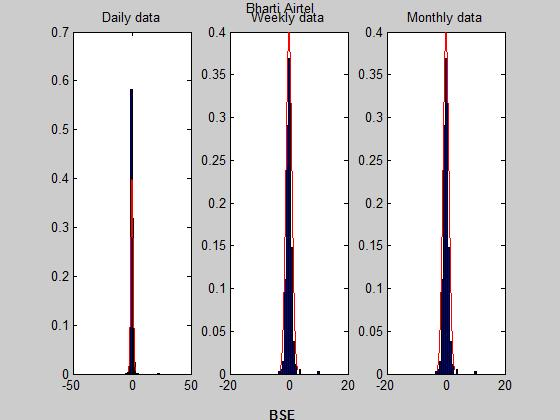 Bharti Airtel
Daily data Weekly data Monthly data
0.7 0.4 0.4
0.6 0.35 0.35
0.5 0.3 0.3
0.4 0.25 0.25
0.3 0.2 0.2
0.2 0.15 0.15
0.1 0.1 0.1
0 0.05 0.05
0 0
-50 0 50 -20 0 20 -20 0 20
BSE